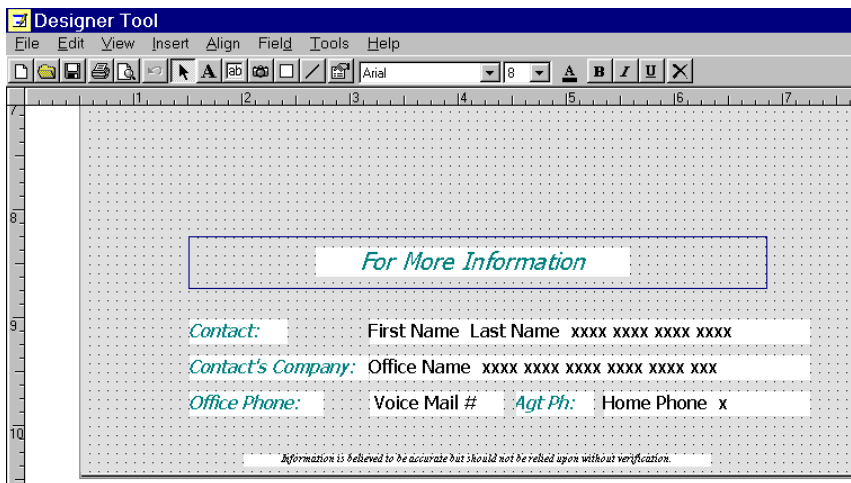 Designer Tool
File Edit View Insert Align Field Tools Help
A ab Arial 8 A B I U
1 2 3 4 5 6 7
7
8
For More Information
9
Contact: First Name Last Name xxxx xxxx xxxx xxxx
Contact's Company: Office Name xxxx xxxx xxxx xxxx xxxx xxx
Office Phone: Voice Mail # Agt Ph: Home Phone x
10
Information is believed to be accurate but should not be relied upon without verification.